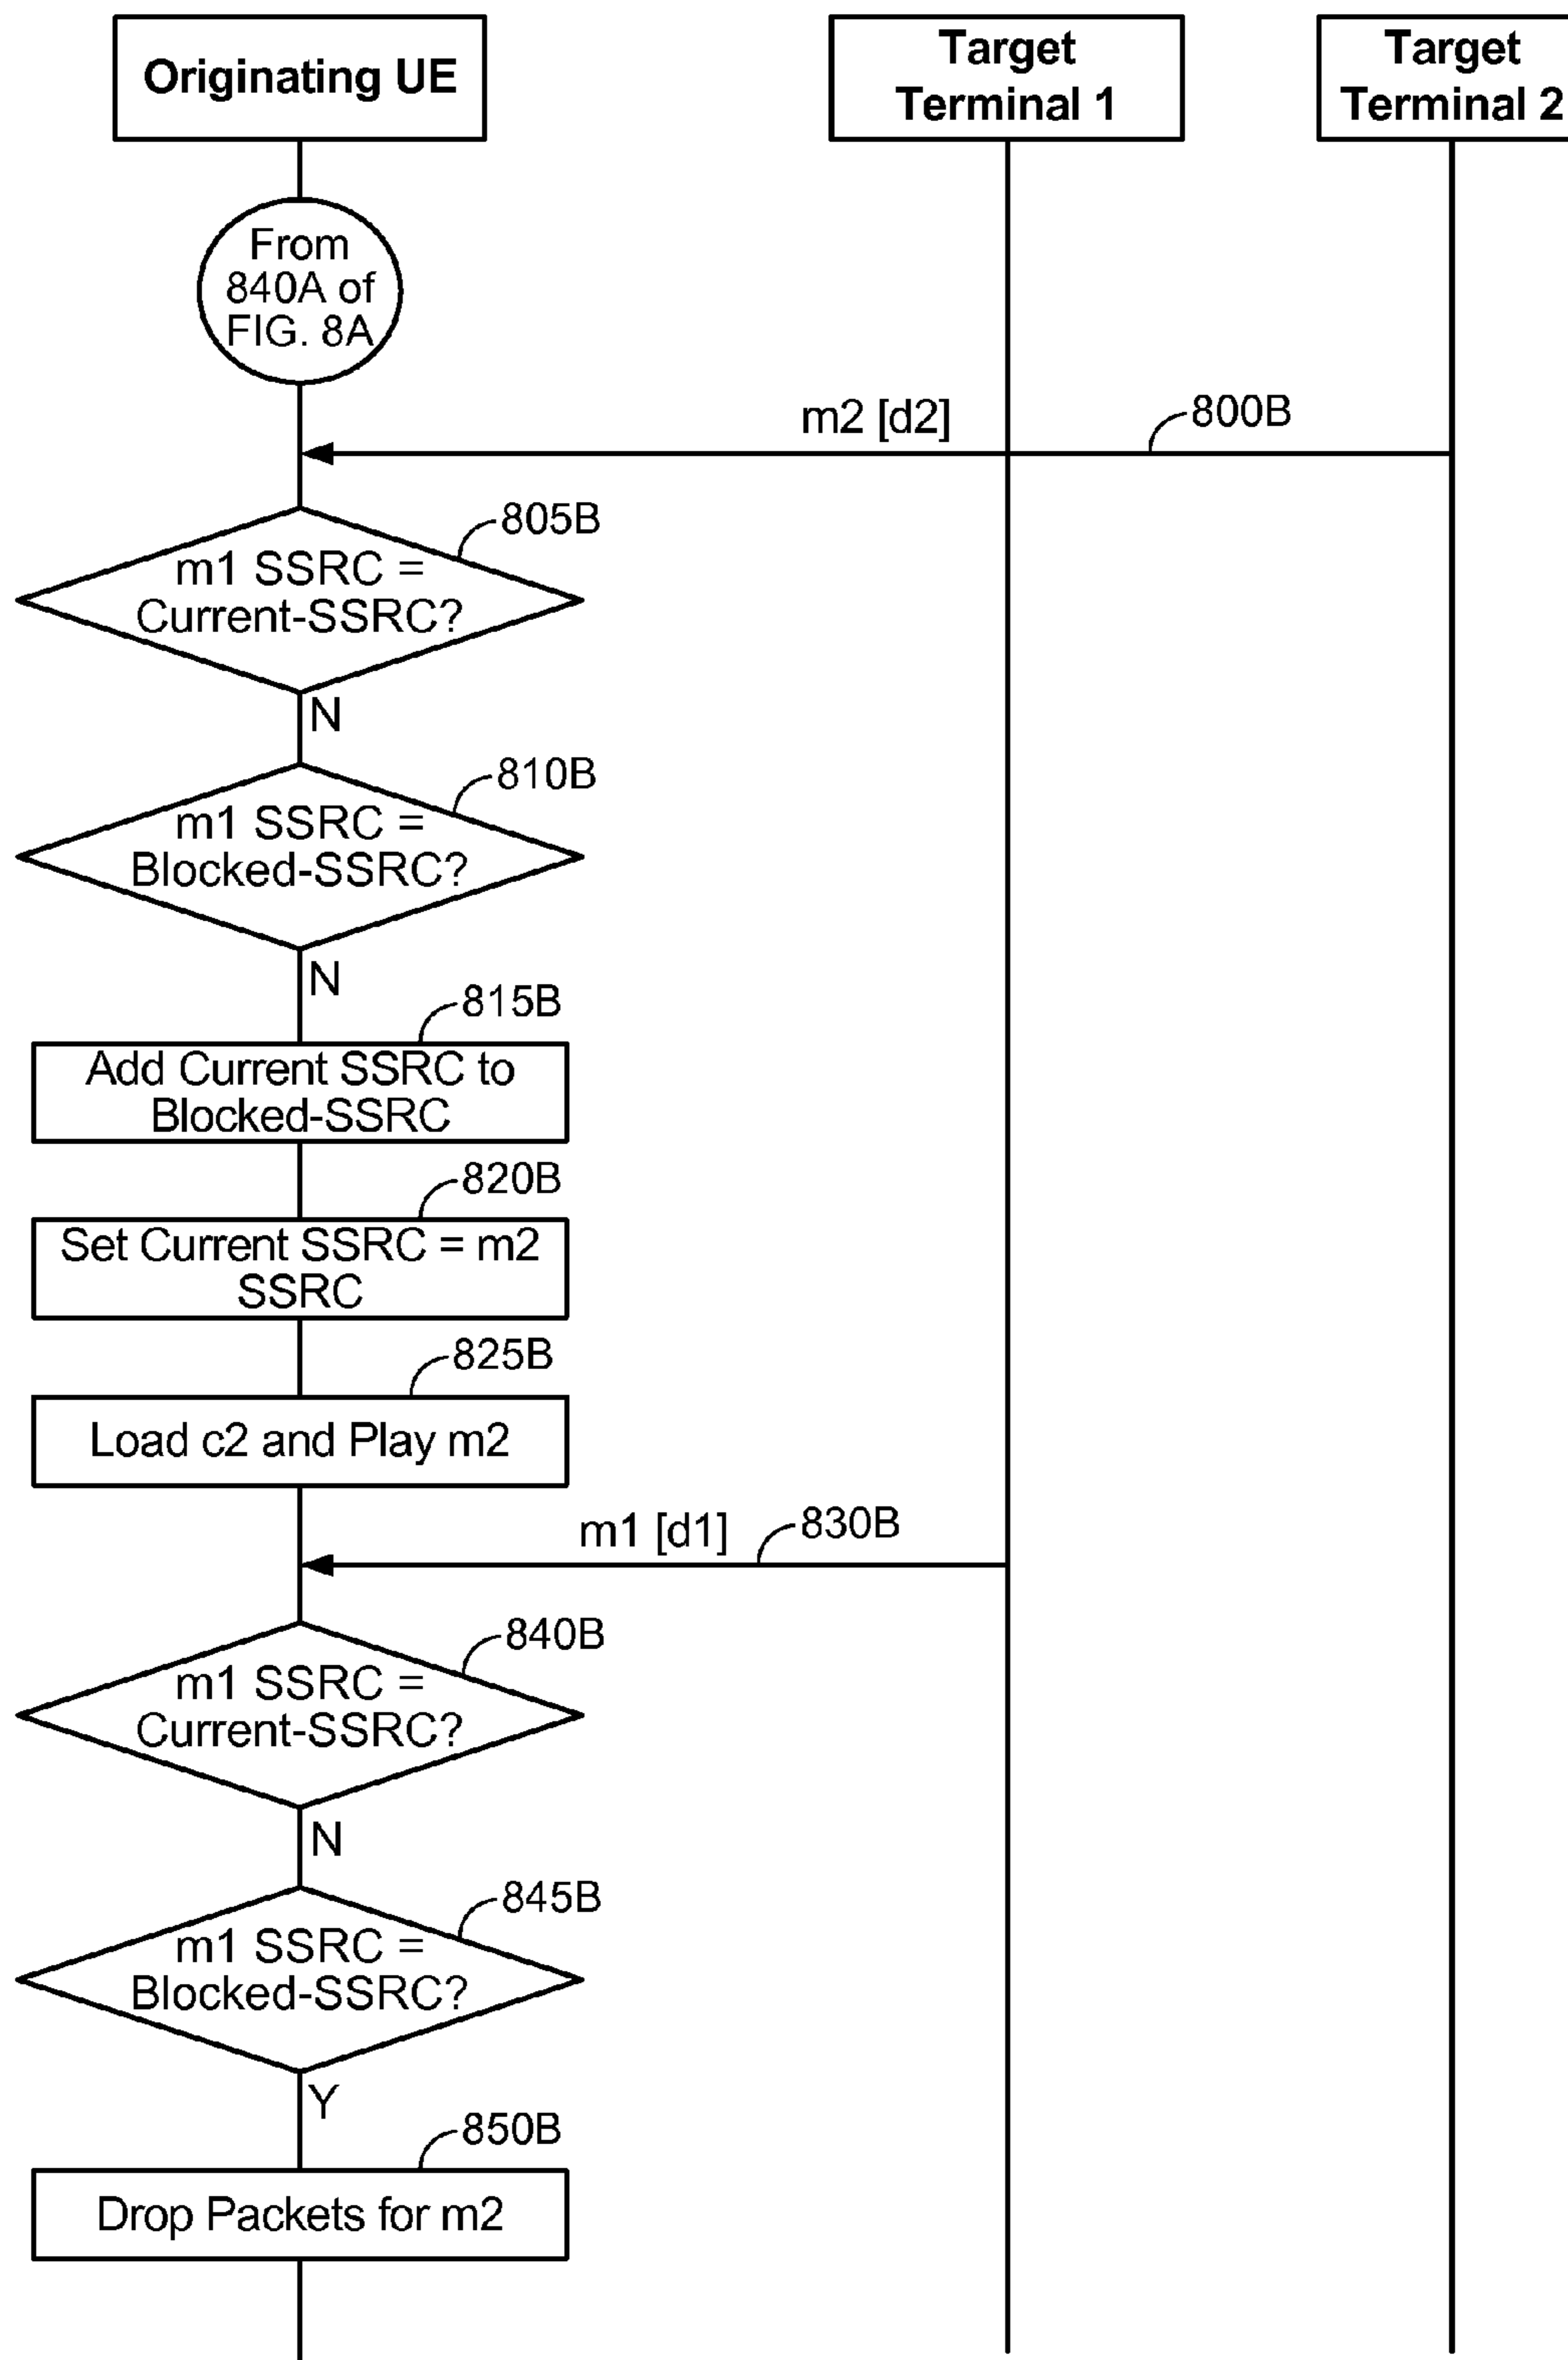 Originating UE
Target
Terminal 1
Target
Terminal 2
From
840A of
FIG. 8A
m2 [d2]
800B
805B
m1 SSRC =
Current-SSRC?
N
810B
m1 SSRC =
Blocked-SSRC?
N
815B
Add Current SSRC to
Blocked-SSRC
820B
Set Current SSRC = m2
SSRC
825B
Load c2 and Play m2
m1 [d1]
830B
840B
m1 SSRC =
Current-SSRC?
N
845B
m1 SSRC =
Blocked-SSRC?
Y
850B
Drop Packets for m2